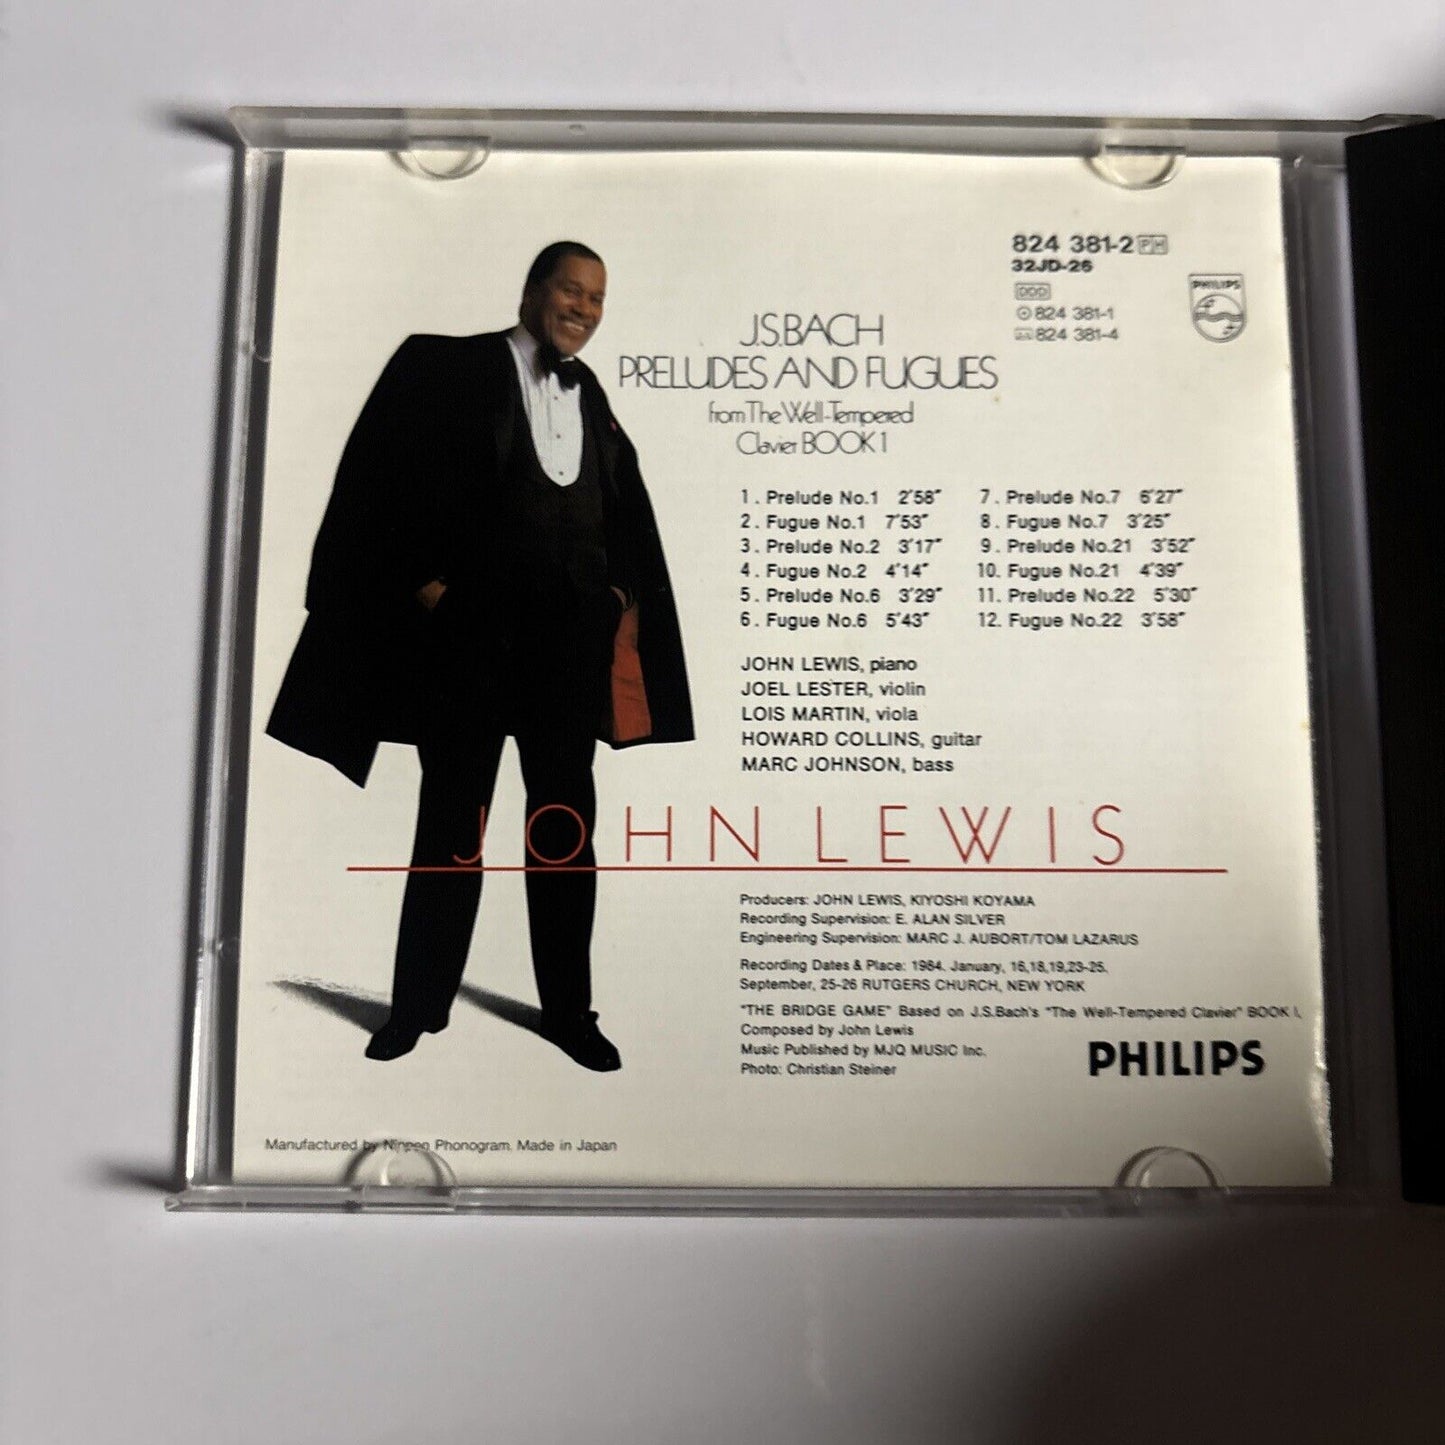 824 381-2 PH
32JD-26
DDD
824 381-1
824 381-4
PHILIPS
J.S.BACH
PRELUDES AND FUGUES
from The Well-Tempered
Clavier BOOK 1
1. Prelude No.1 2'58"
2. Fugue No.1 7'53"
3. Prelude No.2 3'17"
4. Fugue No.2 4'14"
5. Prelude No.6 3'29"
6. Fugue No.6 5'43"
7. Prelude No.7 6'27"
8. Fugue No.7 3'25"
9. Prelude No.21 3'52"
10. Fugue No.21 4'39"
11. Prelude No.22 5'30"
12. Fugue No.22 3'58"
JOHN LEWIS, piano
JOEL LESTER, violin
LOIS MARTIN, viola
HOWARD COLLINS, guitar
MARC JOHNSON, bass
JOHN LEWIS
Producers: JOHN LEWIS, KIYOSHI KOYAMA
Recording Supervision: E. ALAN SILVER
Engineering Supervision: MARC J. AUBORT/TOM LAZARUS
Recording Dates & Place: 1984. January, 16,18,19,23-25.
September, 25-26 RUTGERS CHURCH, NEW YORK
"THE BRIDGE GAME" Based on J.S.Bach's "The Well-Tempered Clavier" BOOK I,
Composed by John Lewis
Music Published by MJQ MUSIC Inc.
Photo: Christian Steiner
PHILIPS
Manufactured by Nippon Phonogram. Made in Japan